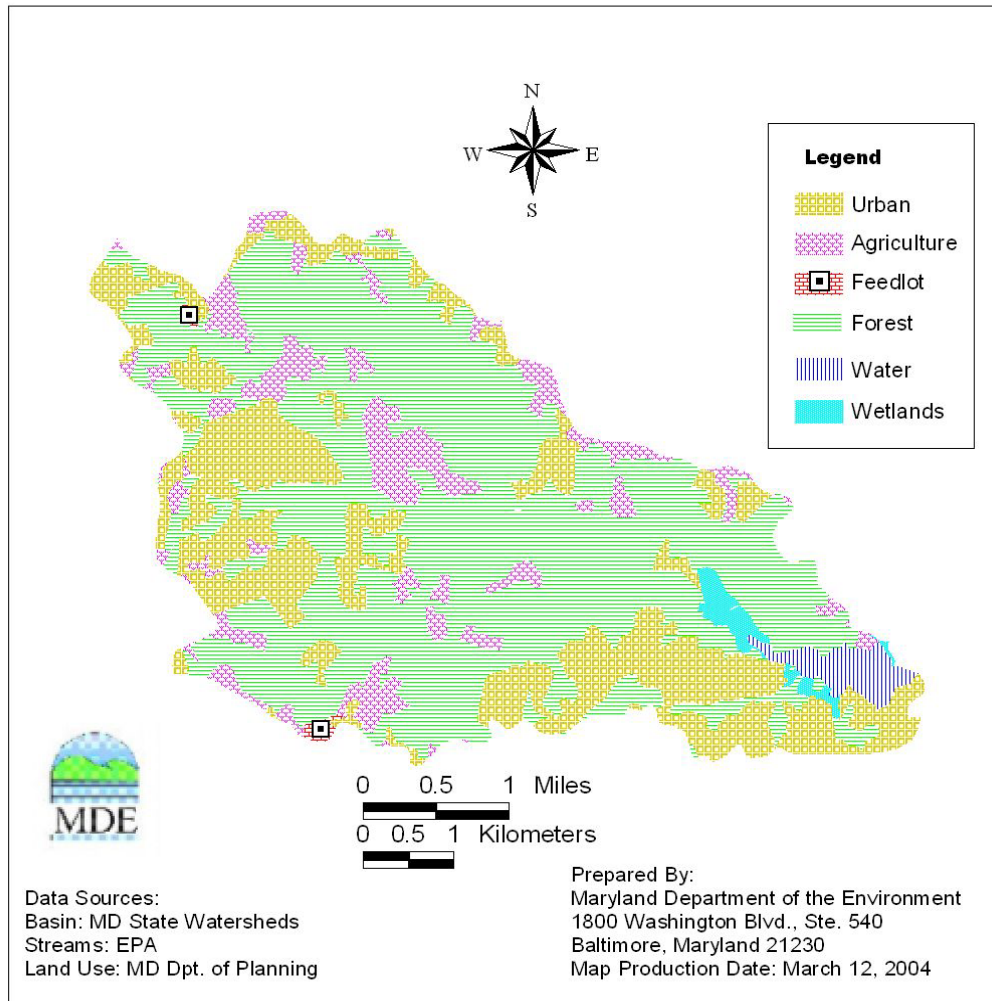 N
W E
S
Legend
Urban
Agriculture
Feedlot
Forest
Water
Wetlands
MDE
0 0.5 1 Miles
0 0.5 1 Kilometers
Data Sources:
Basin: MD State Watersheds
Streams: EPA
Land Use: MD Dpt. of Planning
Prepared By:
Maryland Department of the Environment
1800 Washington Blvd., Ste. 540
Baltimore, Maryland 21230
Map Production Date: March 12, 2004